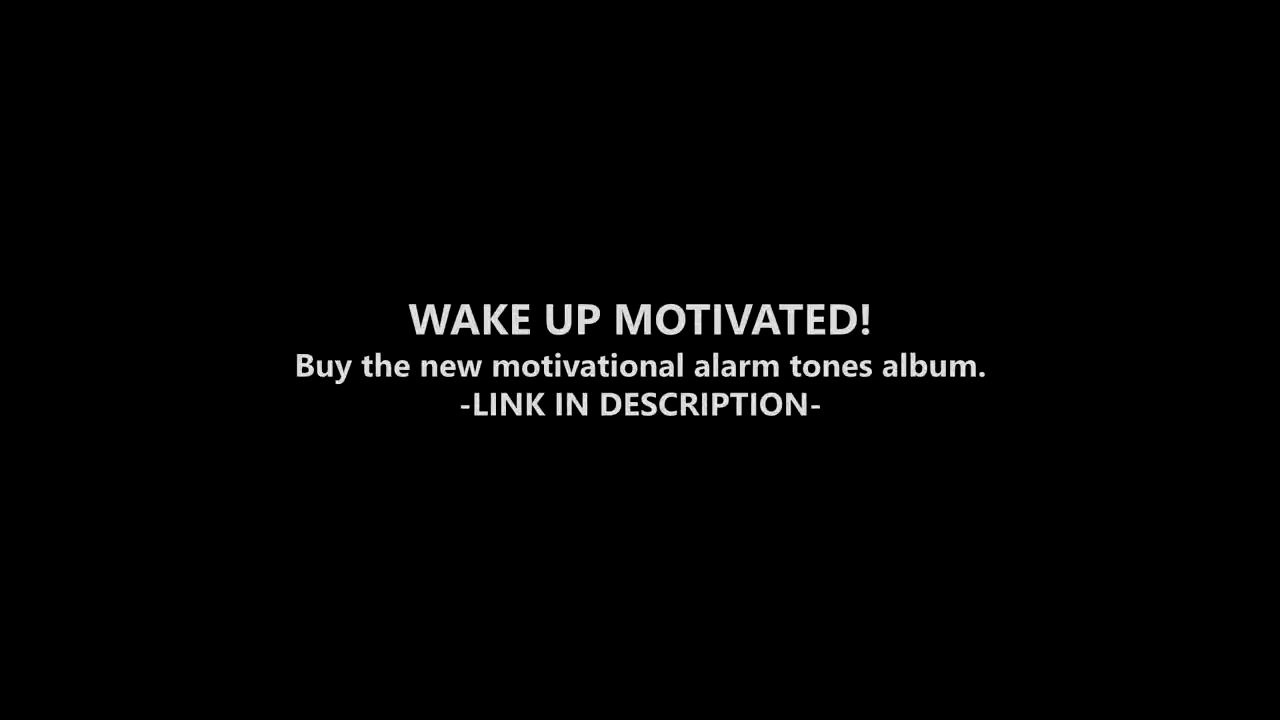 WAKE UP MOTIVATED!
Buy the new motivational alarm tones album.
-LINK IN DESCRIPTION-